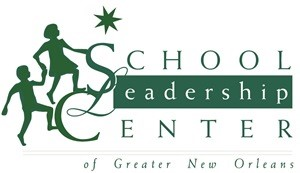 SCHOOL
Leadership
CENTER
of Greater New Orleans